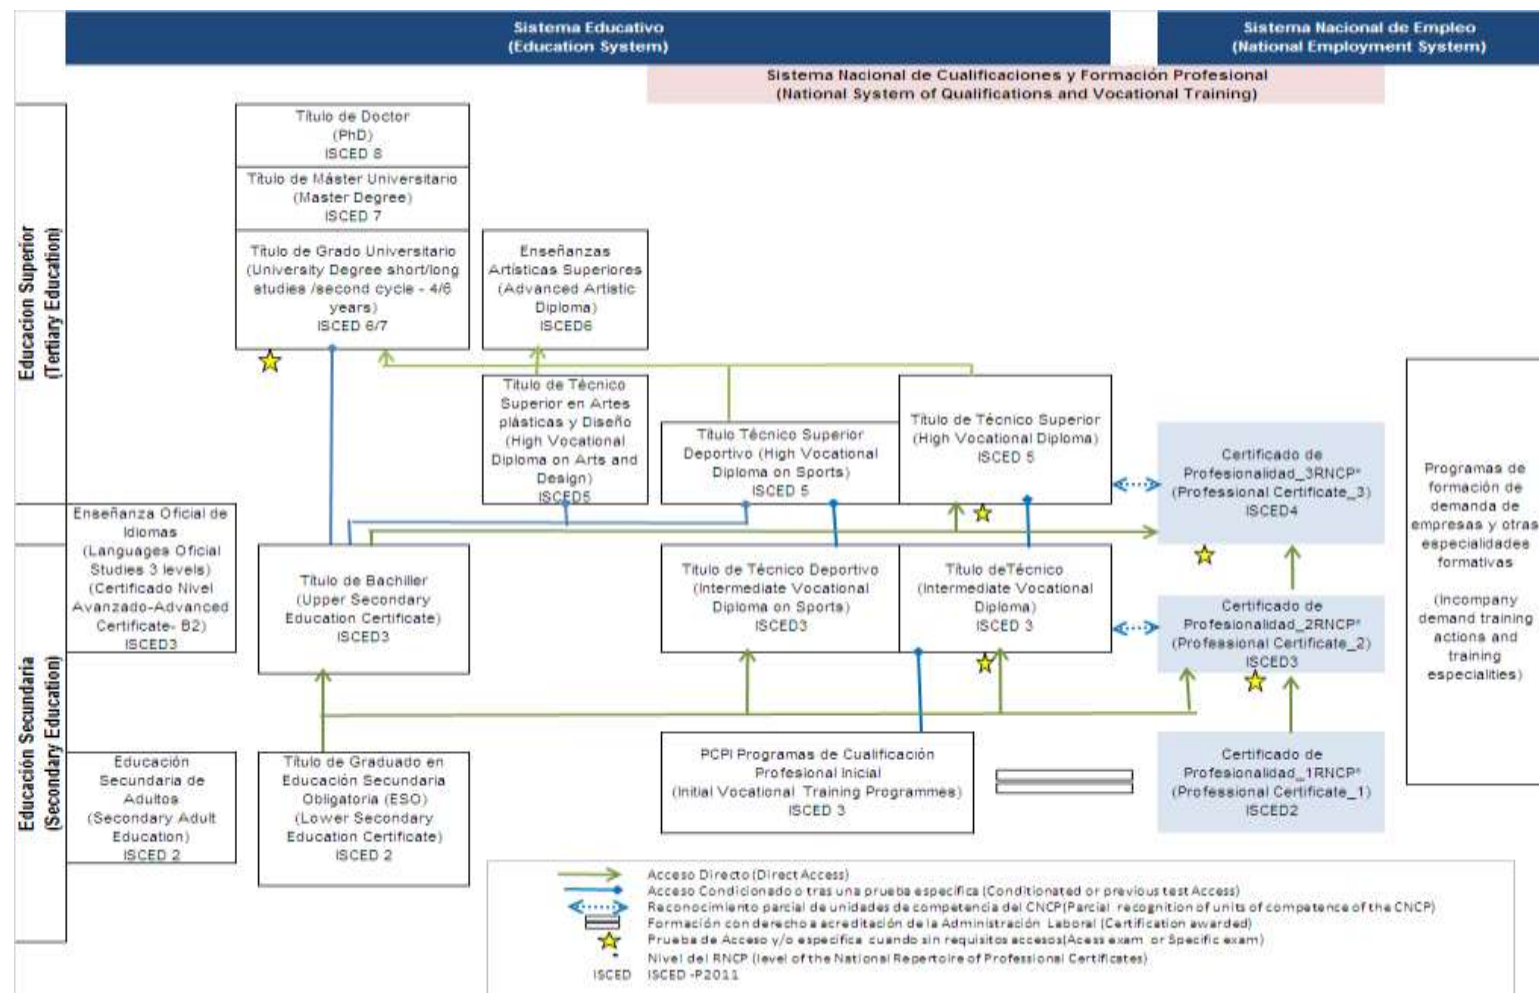 Sistema Educativo
(Education System)
Sistema Nacional de Empleo
(National Employment System)
Sistema Nacional de Cualificaciones y Formación Profesional
(National System of Qualifications and Vocational Training)
Educacion Superior
(Tertiary Education)
Título de Doctor
(PhD)
ISCED 8
Título de Máster Universitario
(Master Degree)
ISCED 7
Título de Grado Universitario
(University Degree short/long
studies /second cycle - 4/6
years)
ISCED 6/7
Enseñanzas
Artísticas Superiores
(Advanced Artistic
Diploma)
ISCED6
Título de Técnico
Superior en Artes
plásticas y Diseño
(High Vocational
Diploma on Arts and
Design)
ISCED5
Título Técnico Superior
Deportivo (High Vocational
Diploma on Sports)
ISCED 5
Título de Técnico Superior
(High Vocational Diploma)
ISCED 5
Certificado de
Profesionalidad_3RNCP*
(Professional Certificate_3)
ISCED4
Programas de
formación de
demanda de
empresas y otras
especialidades
formativas
(Incompany
demand training
actions and
training
especialities)
Educación Secundaria
(Secondary Education)
Enseñanza Oficial de
Idiomas
(Languages Oficial
Studies 3 levels)
(Certificado Nivel
Avanzado-Advanced
Certificate- B2)
ISCED3
Título de Bachiller
(Upper Secondary
Education Certificate)
ISCED3
Título de Técnico Deportivo
(Intermediate Vocational
Diploma on Sports)
ISCED3
Título deTécnico
(Intermediate Vocational
Diploma)
ISCED 3
Certificado de
Profesionalidad_2RNCP*
(Professional Certificate_2)
ISCED3
Educación
Secundaria de
Adultos
(Secondary Adult
Education)
ISCED 2
Título de Graduado en
Educación Secundaria
Obligatoria (ESO)
(Lower Secondary
Education Certificate)
ISCED 2
PCPI Programas de Cualificación
Profesional Inicial
(Initial Vocational Training Programmes)
ISCED 3
Certificado de
Profesionalidad_1RNCP*
(Professional Certificate_1)
ISCED2
Acceso Directo (Direct Access)
Acceso Condicionado o tras una prueba específica (Conditionated or previous test Access)
Reconocimiento parcial de unidades de competencia del CNCP(Parcial recognition of units of competence of the CNCP)
Formación con derecho a acreditación de la Administración Laboral (Certification awarded)
Prueba de Acceso y/o específica cuando sin requisitos accesos(Acess exam or Specific exam)
* Nivel del RNCP (level of the National Repertoire of Professional Certificates)
ISCED ISCED -P2011